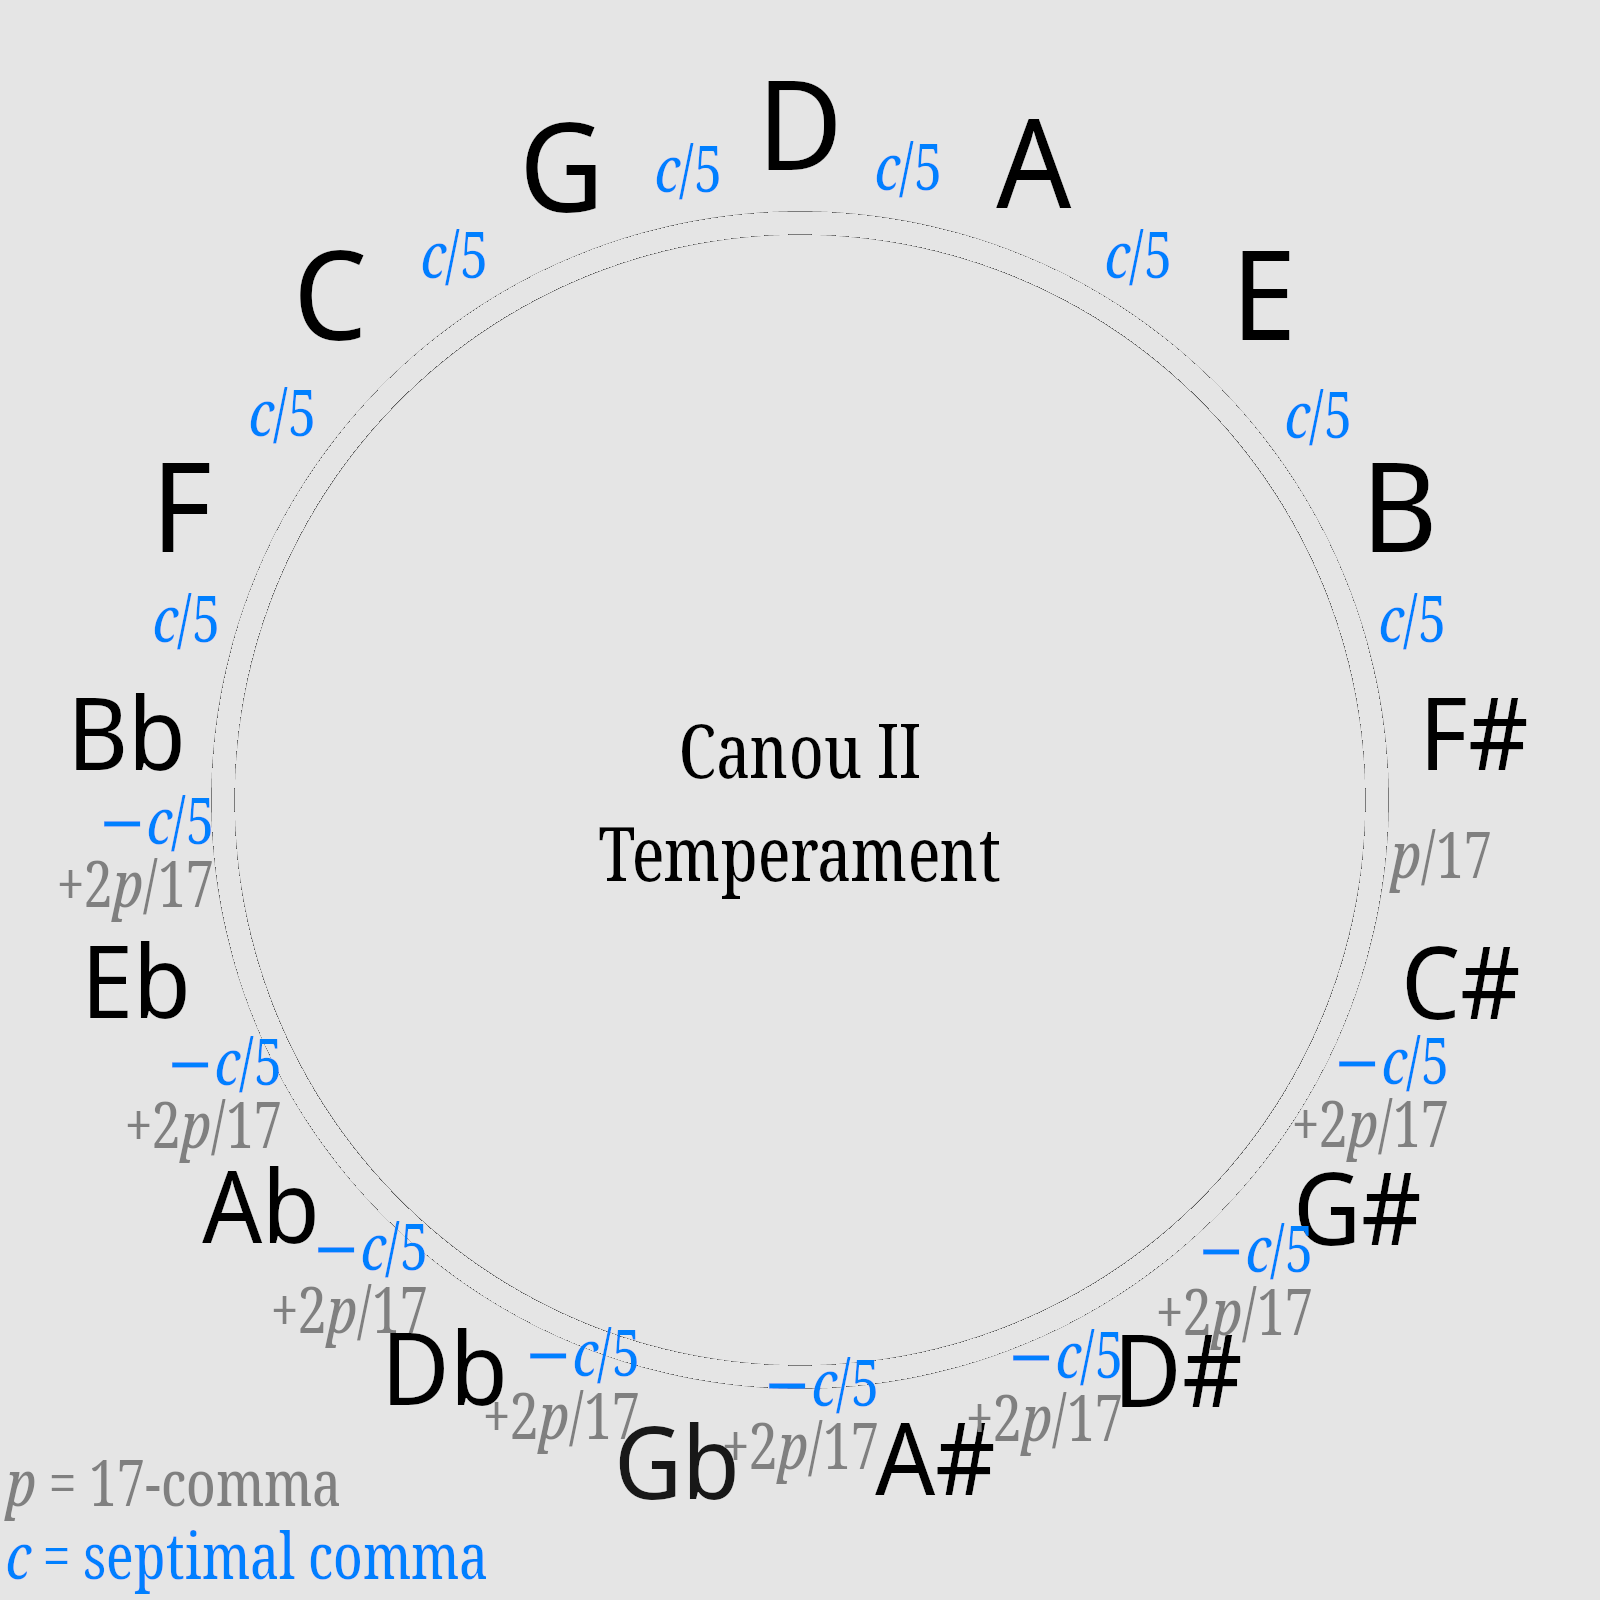 D
G
c/5
c/5
A
C
c/5
c/5
E
c/5
c/5
F
B
c/5
c/5
Bb
F#
Canou II
Temperament
−c/5
+2p/17
p/17
Eb
C#
−c/5
+2p/17
−c/5
+2p/17
Ab
G#
−c/5
+2p/17
−c/5
+2p/17
Db
−c/5
+2p/17
−c/5
+2p/17
−c/5
+2p/17
D#
Gb
A#
p = 17-comma
c = septimal comma